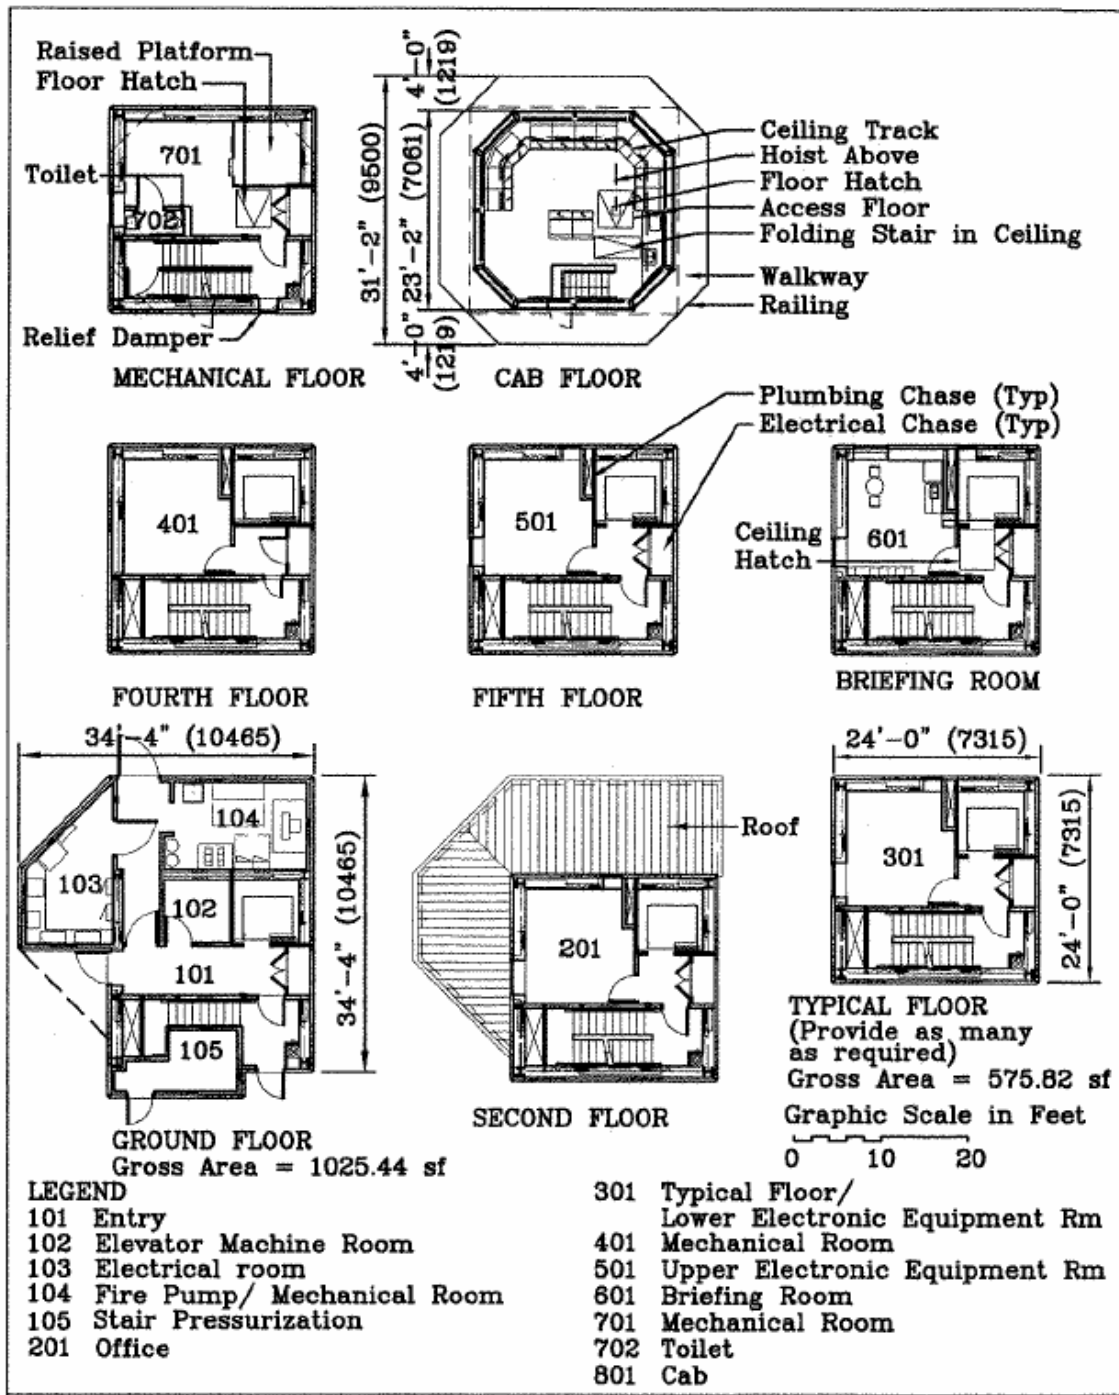 Raised Platform
Floor Hatch
Toilet
701
702
Relief Damper
MECHANICAL FLOOR
4'-0"
(1219)
31'-2" (9500)
23'-2" (7061)
4'-0"
(1219)
Ceiling Track
Hoist Above
Floor Hatch
Access Floor
Folding Stair in Ceiling
Walkway
Railing
CAB FLOOR
Plumbing Chase (Typ)
Electrical Chase (Typ)
401
FOURTH FLOOR
501
FIFTH FLOOR
Ceiling
Hatch
601
BRIEFING ROOM
34'-4" (10465)
34'-4" (10465)
104
103
102
101
105
GROUND FLOOR
Gross Area = 1025.44 sf
Roof
201
SECOND FLOOR
24'-0" (7315)
24'-0" (7315)
301
TYPICAL FLOOR
(Provide as many
as required)
Gross Area = 575.82 sf
Graphic Scale in Feet
0 10 20
LEGEND
101 Entry
102 Elevator Machine Room
103 Electrical room
104 Fire Pump/ Mechanical Room
105 Stair Pressurization
201 Office
301 Typical Floor/
Lower Electronic Equipment Rm
401 Mechanical Room
501 Upper Electronic Equipment Rm
601 Briefing Room
701 Mechanical Room
702 Toilet
801 Cab